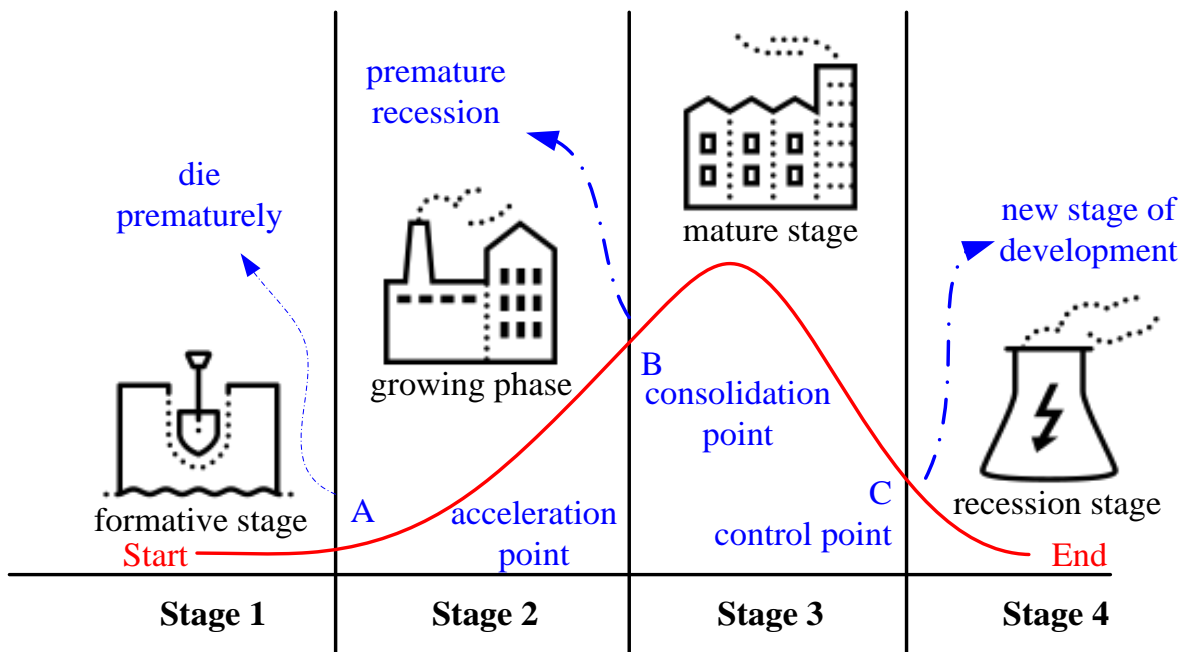 premature
recession
die
prematurely
new stage of
development
mature stage
growing phase
B
consolidation
point
A
acceleration
point
C
control point
formative stage
recession stage
Start
End
Stage 1
Stage 2
Stage 3
Stage 4